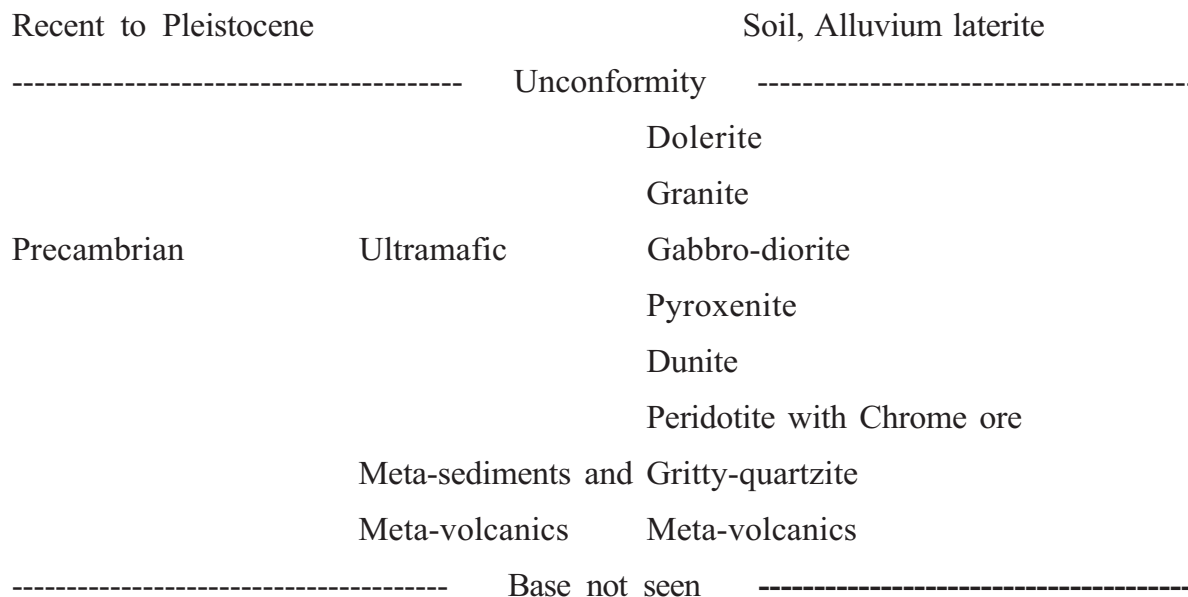 Recent to Pleistocene Soil, Alluvium laterite
---------------------------------------- Unconformity ---------------------------------------
Dolerite
Granite
Precambrian Ultramafic Gabbro-diorite
Pyroxenite
Dunite
Peridotite with Chrome ore
Meta-sediments and Gritty-quartzite
Meta-volcanics Meta-volcanics
--------------------------------------- Base not seen ---------------------------------------